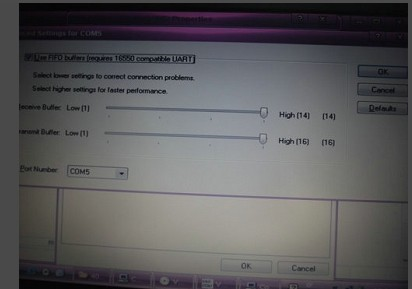 Properties
Settings for COM5
Use FIFO buffers (requires 16550 compatible UART)
Select lower settings to correct connection problems.
Select higher settings for faster performance.
Receive Buffer: Low (1) High (14) (14)
Transmit Buffer: Low (1) High (16) (16)
Port Number: COM5
OK
Cancel
Defaults
OK
Cancel